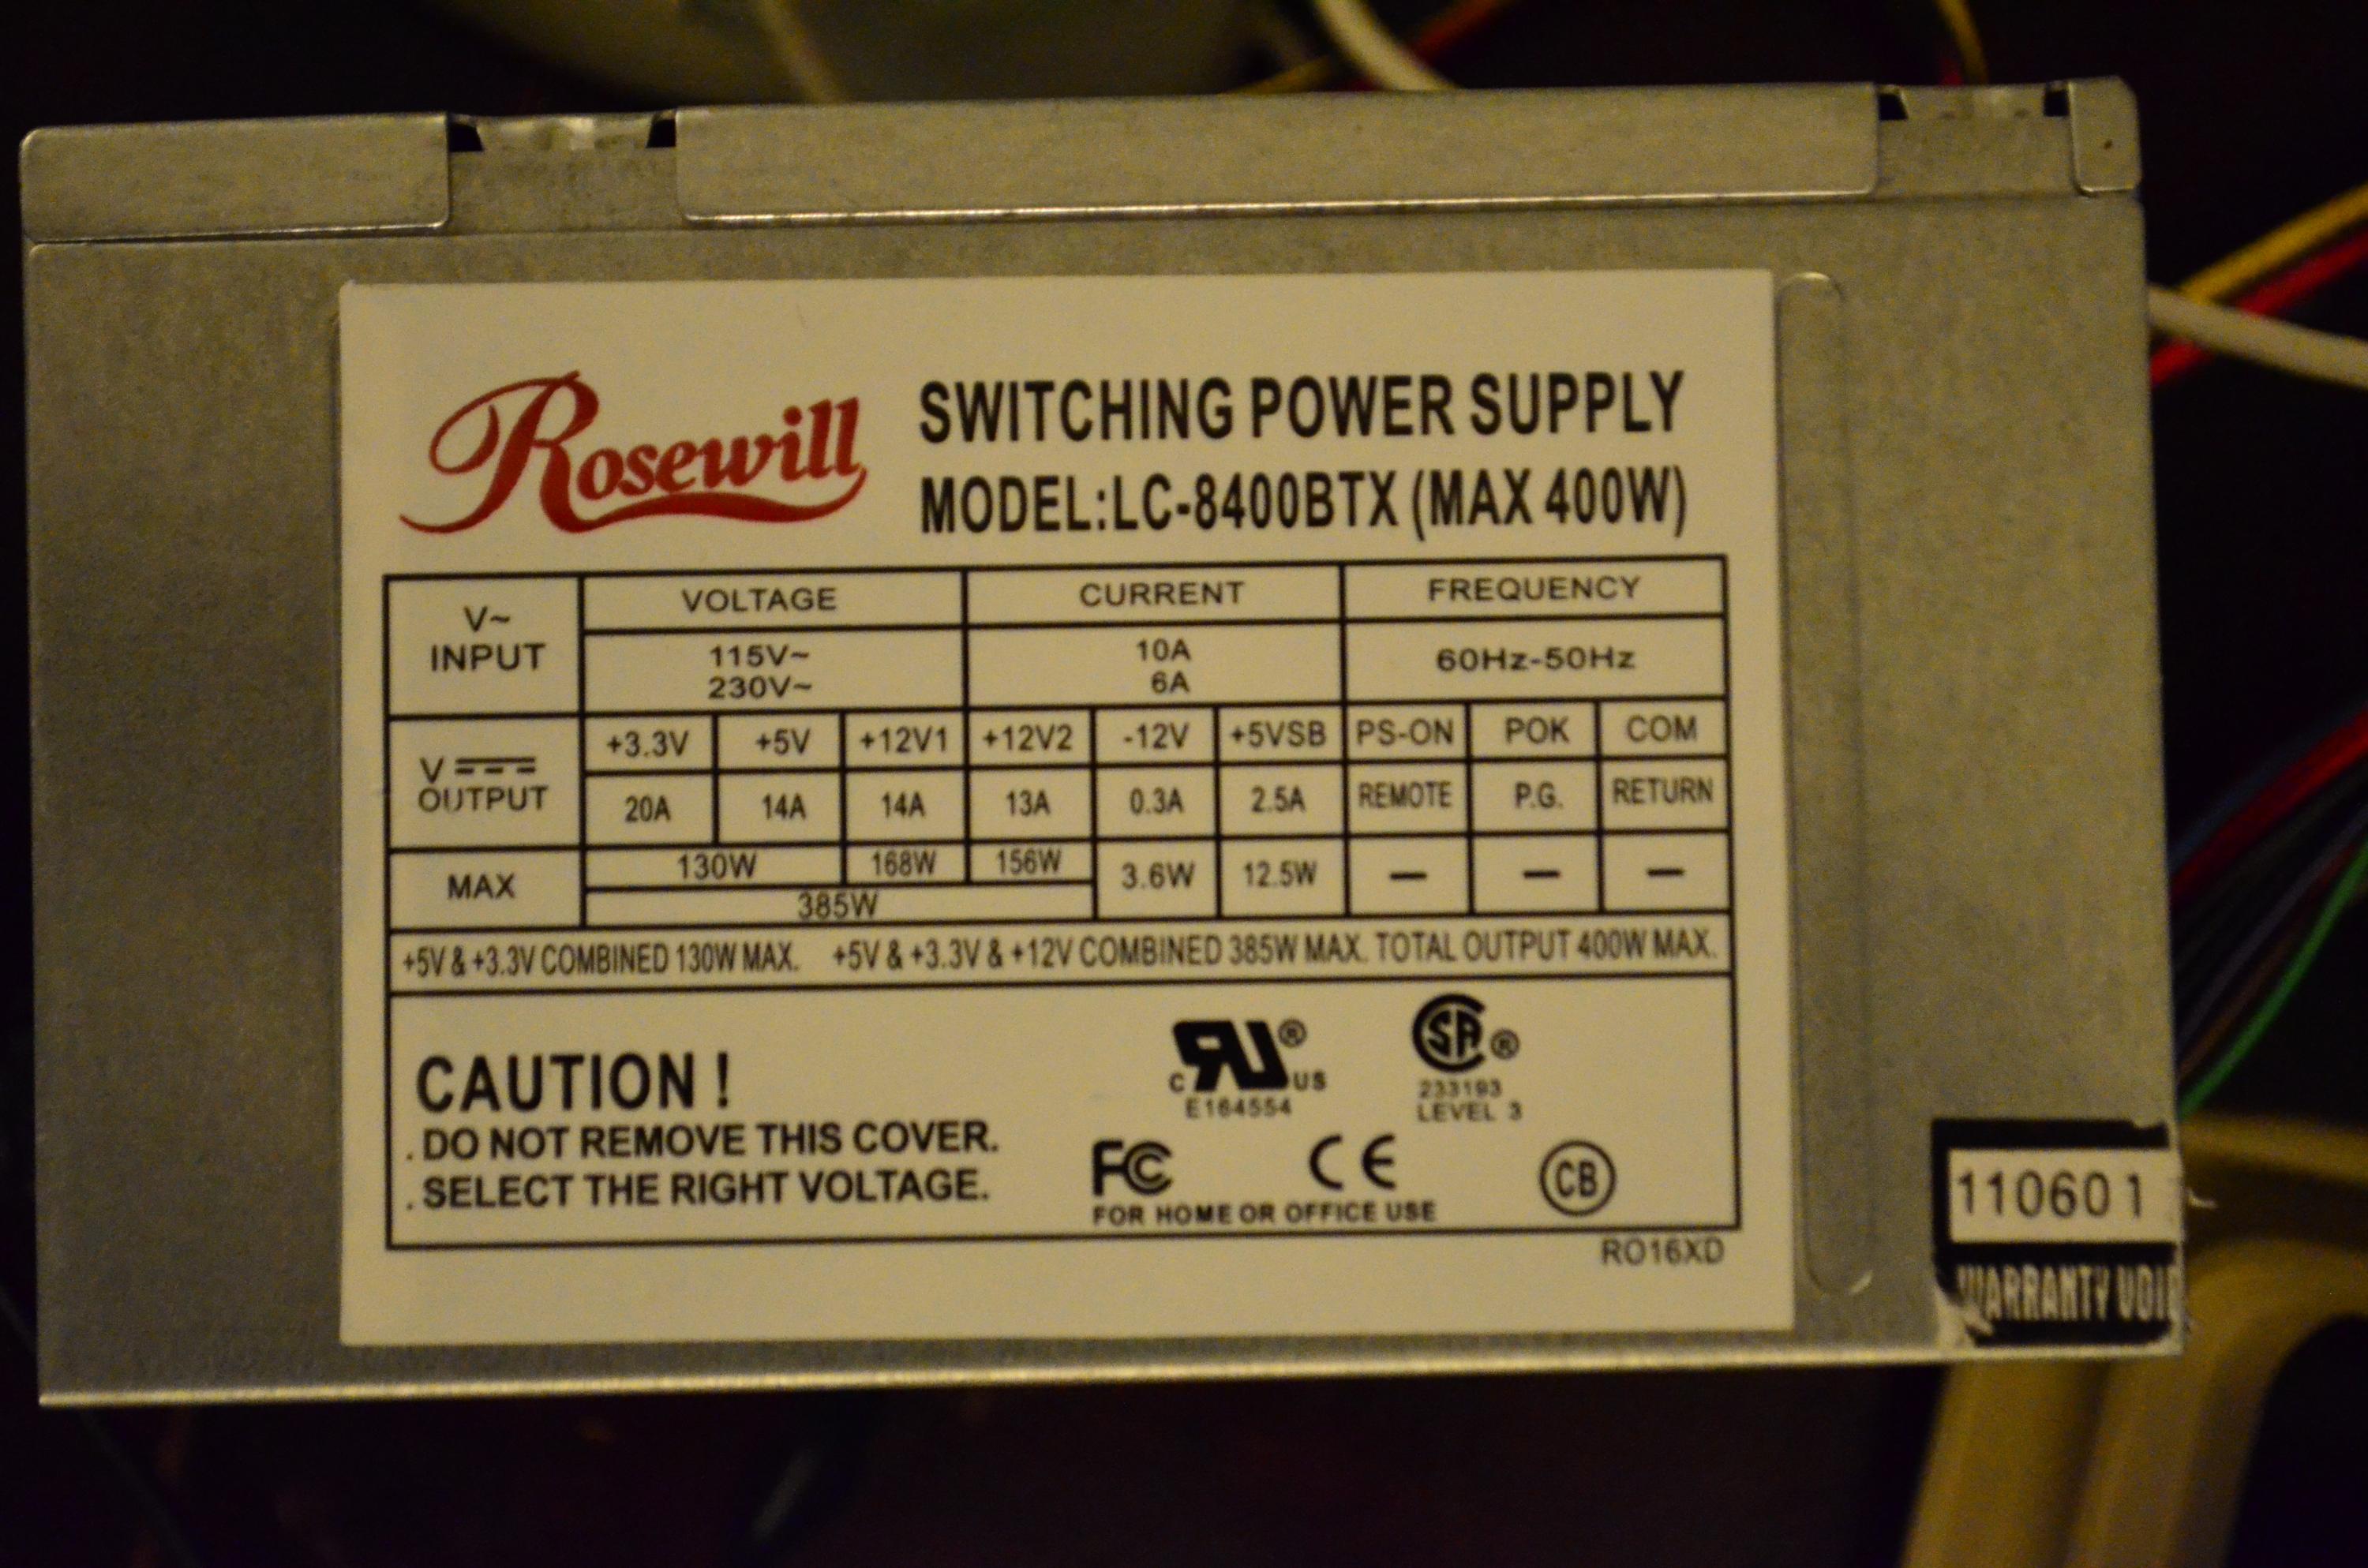 Rosewill
SWITCHING POWER SUPPLY
MODEL:LC-8400BTX (MAX 400W)
V~ INPUT
VOLTAGE CURRENT FREQUENCY
115V~ 10A 60Hz-50Hz
230V~ 6A
V OUTPUT
+3.3V +5V +12V1 +12V2 -12V +5VSB PS-ON POK COM
20A 14A 14A 13A 0.3A 2.5A REMOTE P.G. RETURN
MAX 130W 168W 156W 3.6W 12.5W — — —
385W
+5V & +3.3V COMBINED 130W MAX. +5V & +3.3V & +12V COMBINED 385W MAX. TOTAL OUTPUT 400W MAX.
CAUTION !
. DO NOT REMOVE THIS COVER.
. SELECT THE RIGHT VOLTAGE.
C RU ® US
E164554
SA ®
233193
LEVEL 3
FC CE CB
FOR HOME OR OFFICE USE
RO16XD
110601
WARRANTY VOID